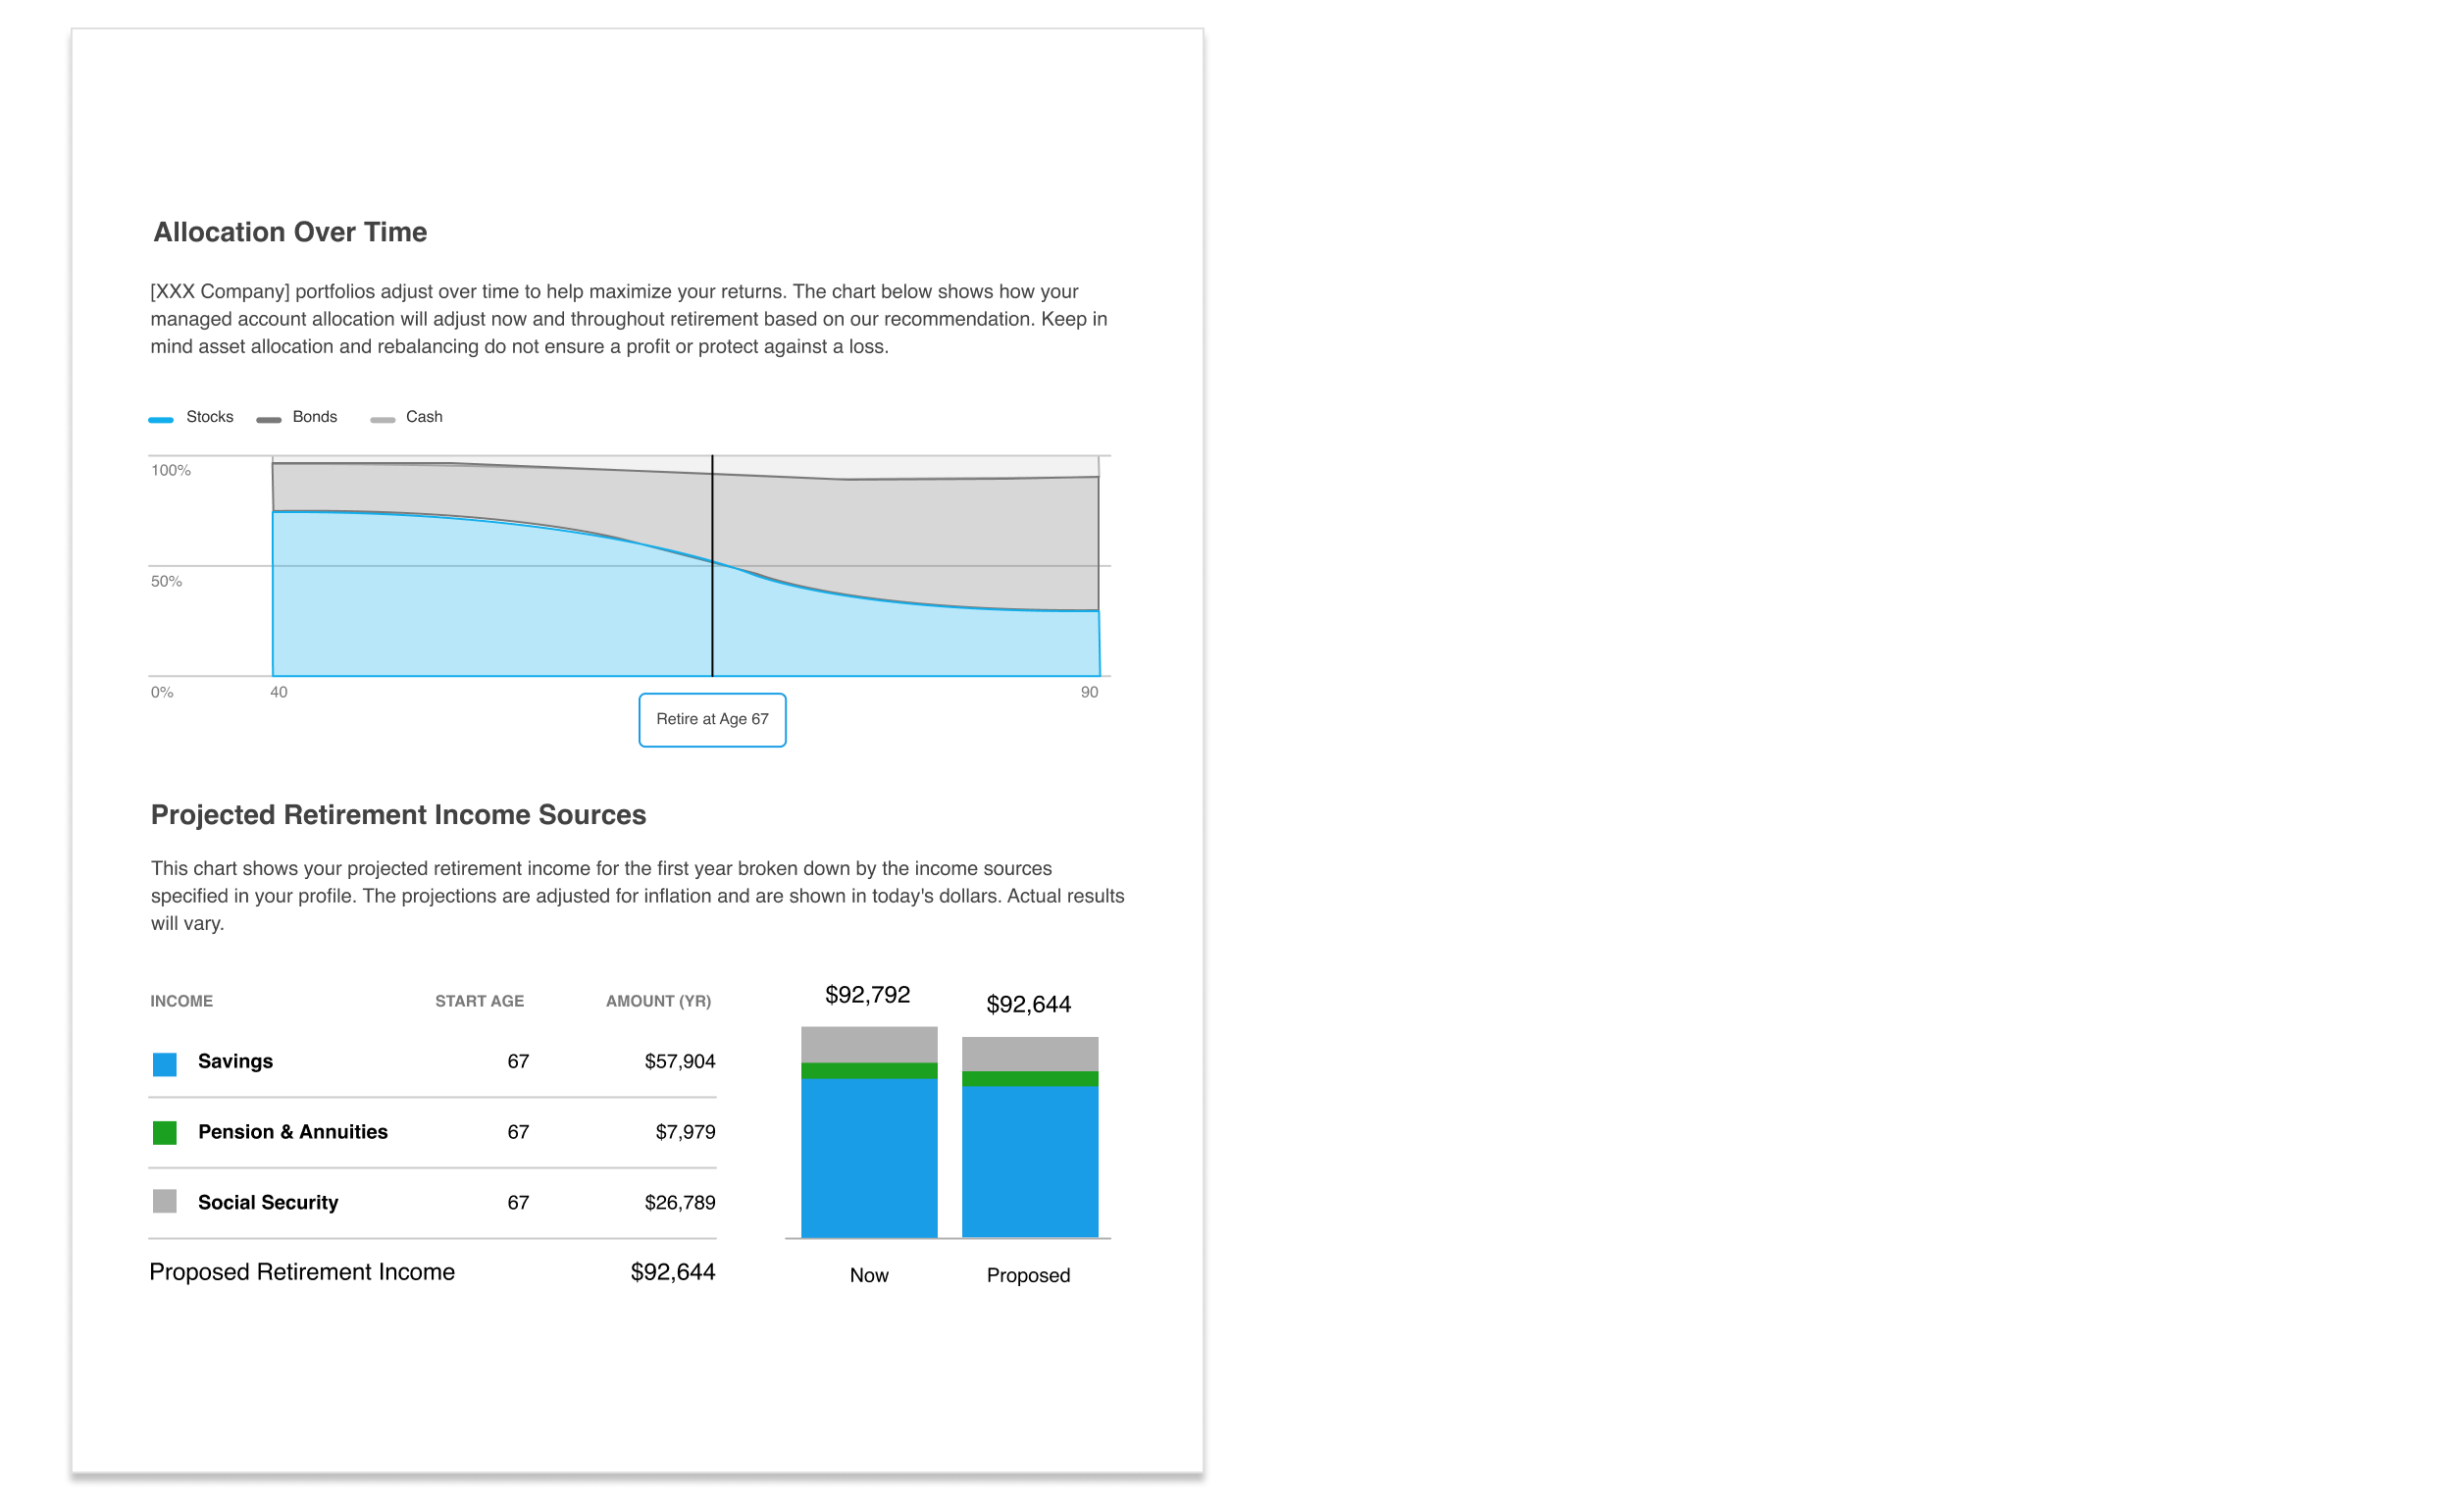 Allocation Over Time
[XXX Company] portfolios adjust over time to help maximize your returns. The chart below shows how your
managed account allocation will adjust now and throughout retirement based on our recommendation. Keep in
mind asset allocation and rebalancing do not ensure a profit or protect against a loss.
Stocks Bonds Cash
100%
50%
0% 40 90
Retire at Age 67
Projected Retirement Income Sources
This chart shows your projected retirement income for the first year broken down by the income sources
specified in your profile. The projections are adjusted for inflation and are shown in today's dollars. Actual results
will vary.
INCOME START AGE AMOUNT (YR)
Savings 67 $57,904
Pension & Annuities 67 $7,979
Social Security 67 $26,789
Proposed Retirement Income $92,644
$92,792 $92,644
Now Proposed